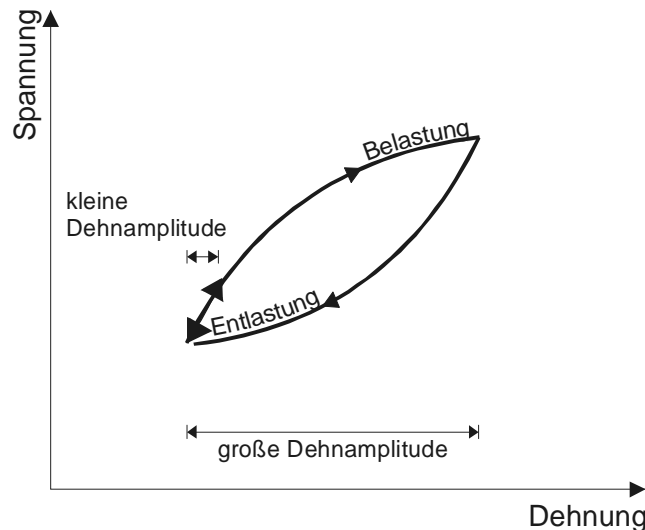 Spannung
Belastung
kleine
Dehnamplitude
Entlastung
große Dehnamplitude
Dehnung